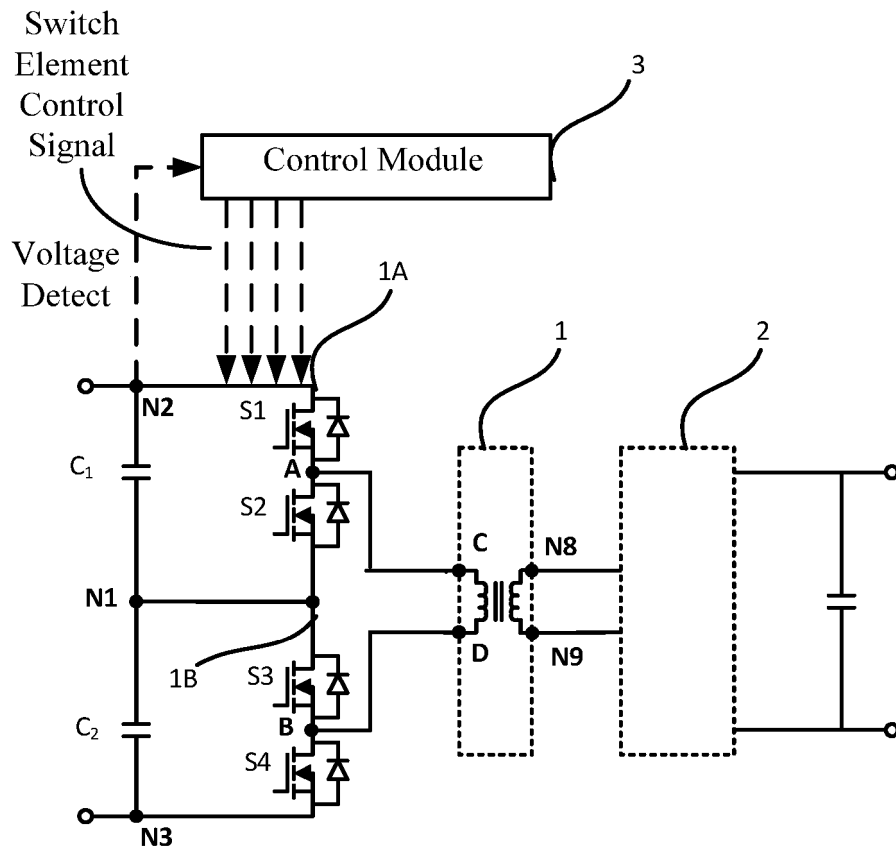 Switch
Element
Control
Signal
3
Control Module
Voltage
Detect
1A
1
2
N2
S1
C1
A
S2
C
N8
N1
D
N9
1B
S3
C2
B
S4
N3